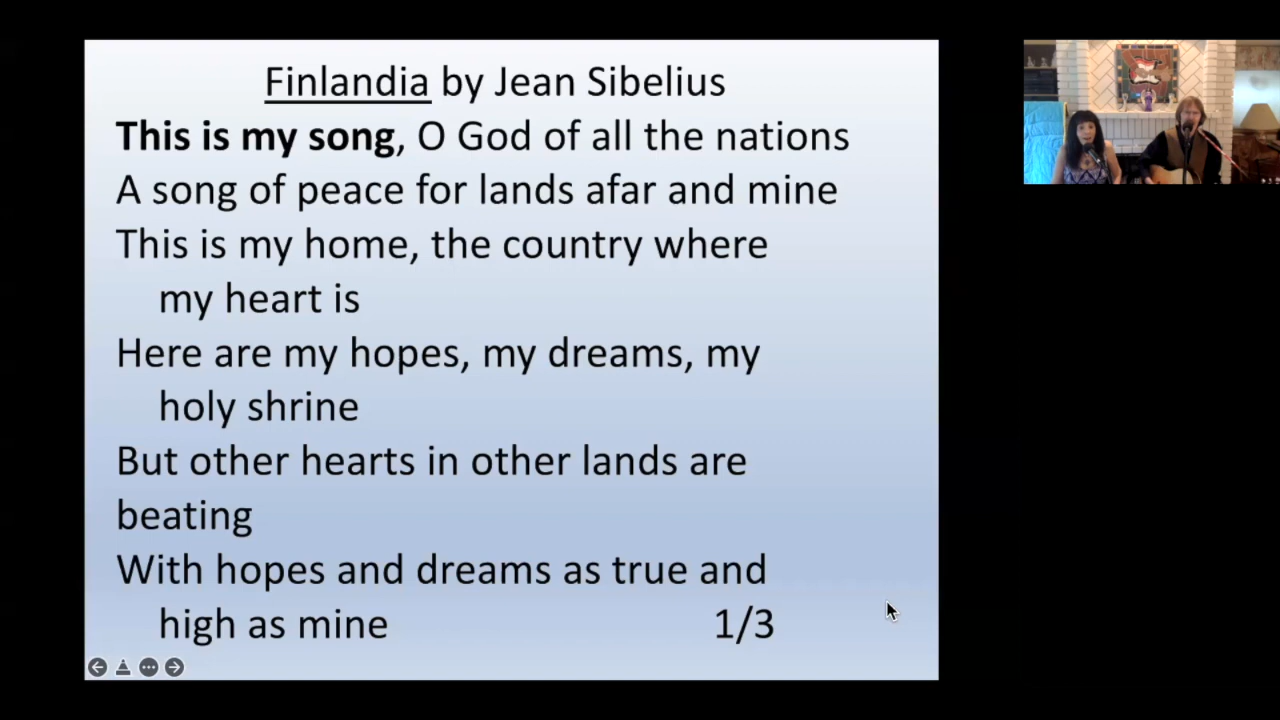 Finlandia by Jean Sibelius
This is my song, O God of all the nations
A song of peace for lands afar and mine
This is my home, the country where
my heart is
Here are my hopes, my dreams, my
holy shrine
But other hearts in other lands are
beating
With hopes and dreams as true and
high as mine 1/3